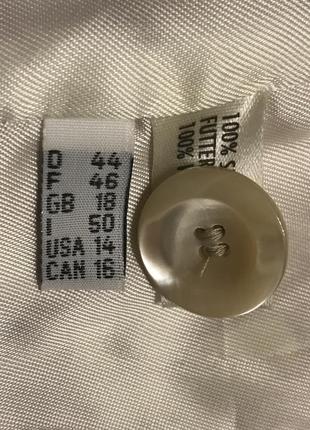 D 44
F 46
GB 18
I 50
USA 14
CAN 16
100%
FUTTER
100%